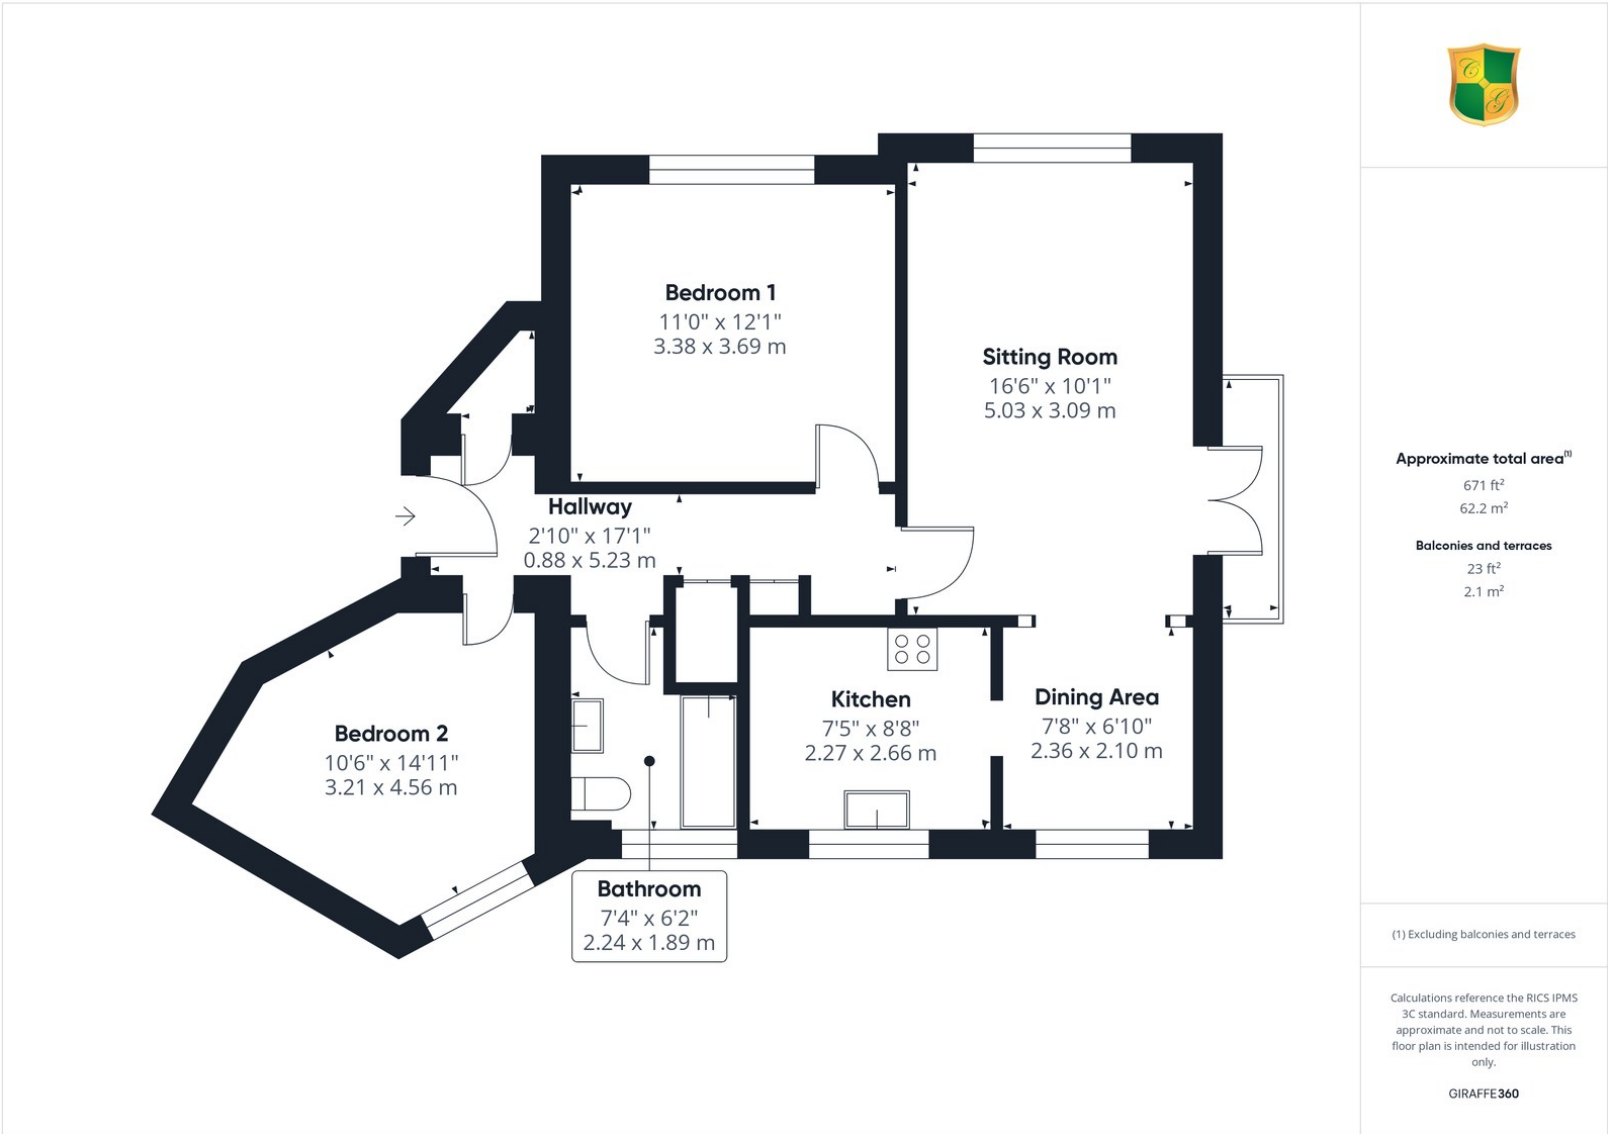 Bedroom 1
11'0" x 12'1"
3.38 x 3.69 m
Sitting Room
16'6" x 10'1"
5.03 x 3.09 m
Hallway
2'10" x 17'1"
0.88 x 5.23 m
Bedroom 2
10'6" x 14'11"
3.21 x 4.56 m
Kitchen
7'5" x 8'8"
2.27 x 2.66 m
Dining Area
7'8" x 6'10"
2.36 x 2.10 m
Bathroom
7'4" x 6'2"
2.24 x 1.89 m
C
G
Approximate total area(1)
671 ft²
62.2 m²
Balconies and terraces
23 ft²
2.1 m²
(1) Excluding balconies and terraces
Calculations reference the RICS IPMS
3C standard. Measurements are
approximate and not to scale. This
floor plan is intended for illustration
only.
GIRAFFE360